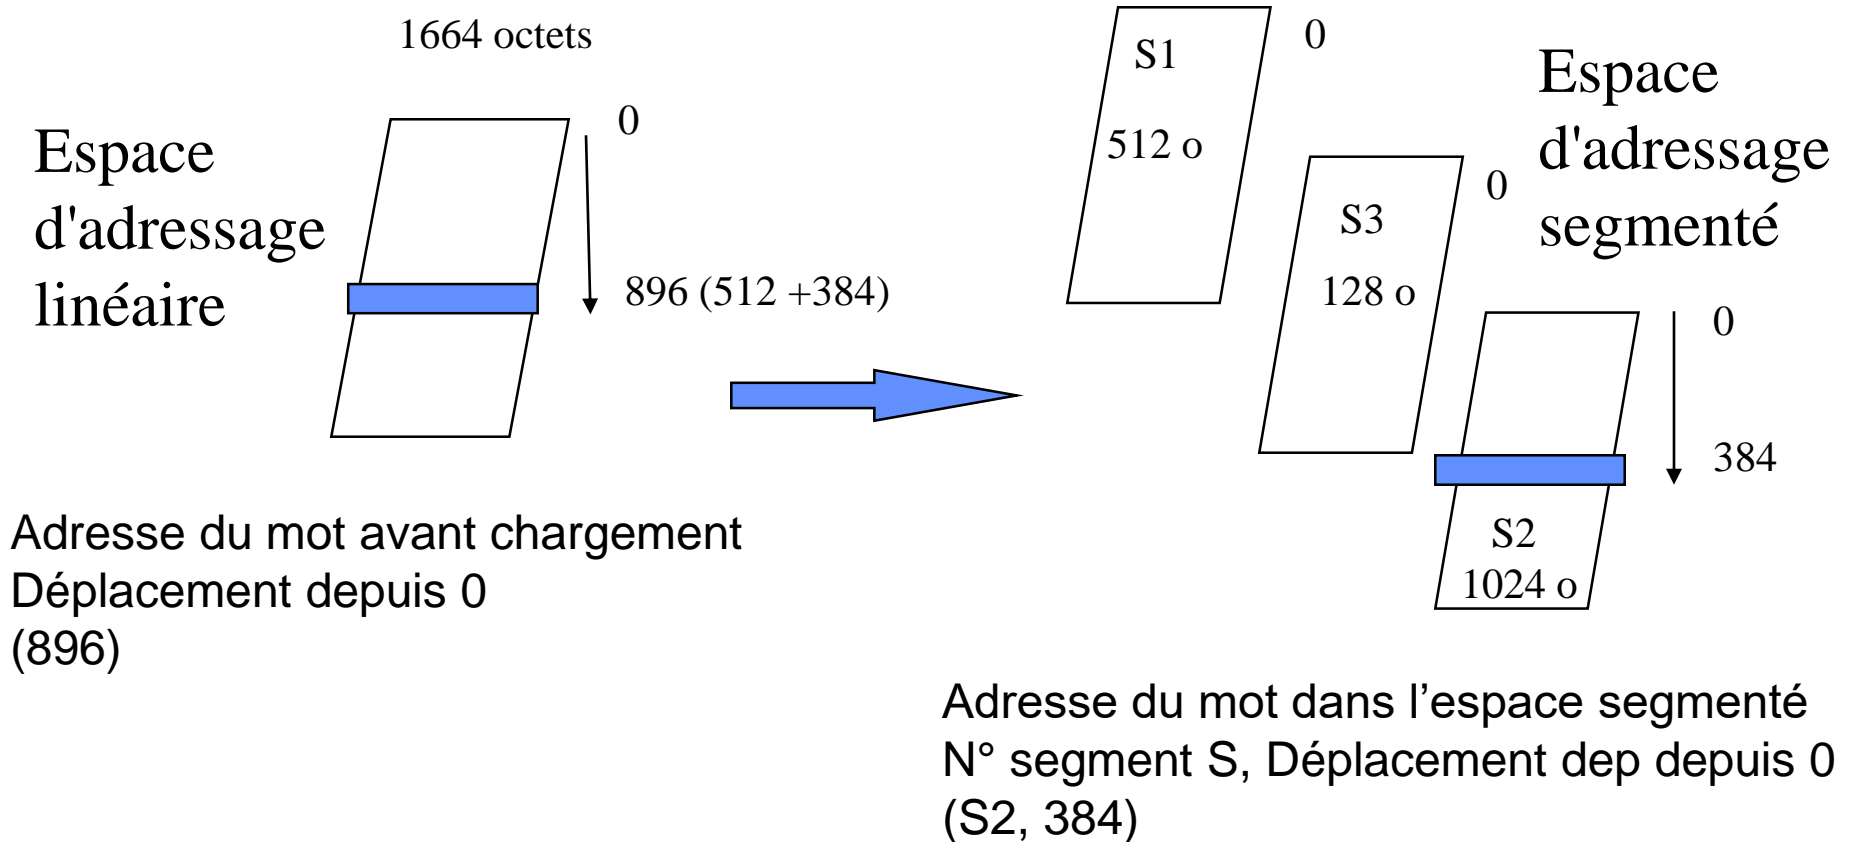 1664 octets
Espace
d'adressage
linéaire
0
896 (512 +384)
Adresse du mot avant chargement
Déplacement depuis 0
(896)
S1
512 o
0
S3
128 o
0
Espace
d'adressage
segmenté
0
384
S2
1024 o
Adresse du mot dans l’espace segmenté
N° segment S, Déplacement dep depuis 0
(S2, 384)